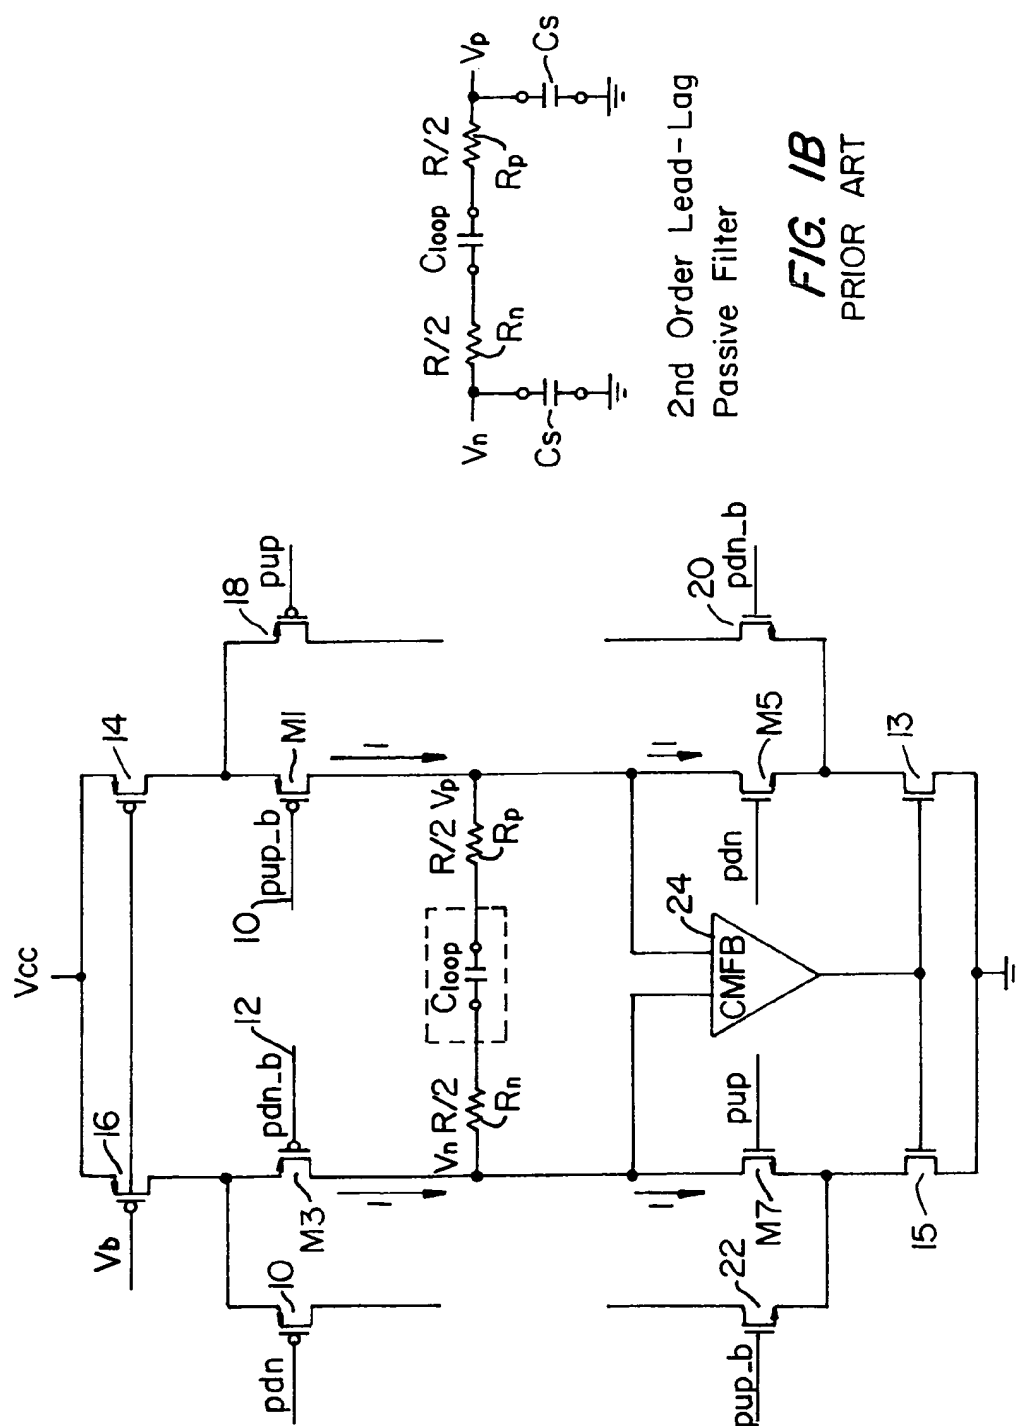 Vcc
16
14
Vb
pdn
10
M3
pdn_b
12
10
pup_b
M1
18
pup
I
I
Vn R/2
Rn
Cloop
R/2 Vp
Rp
I
I
pup_b
22
M7
pup
24
CMFB
pdn
M5
20
pdn_b
15
13
Vn
R/2
Rn
Cloop
R/2
Rp
Vp
Cs
Cs
2nd Order Lead-Lag
Passive Filter
FIG. 1B
PRIOR ART